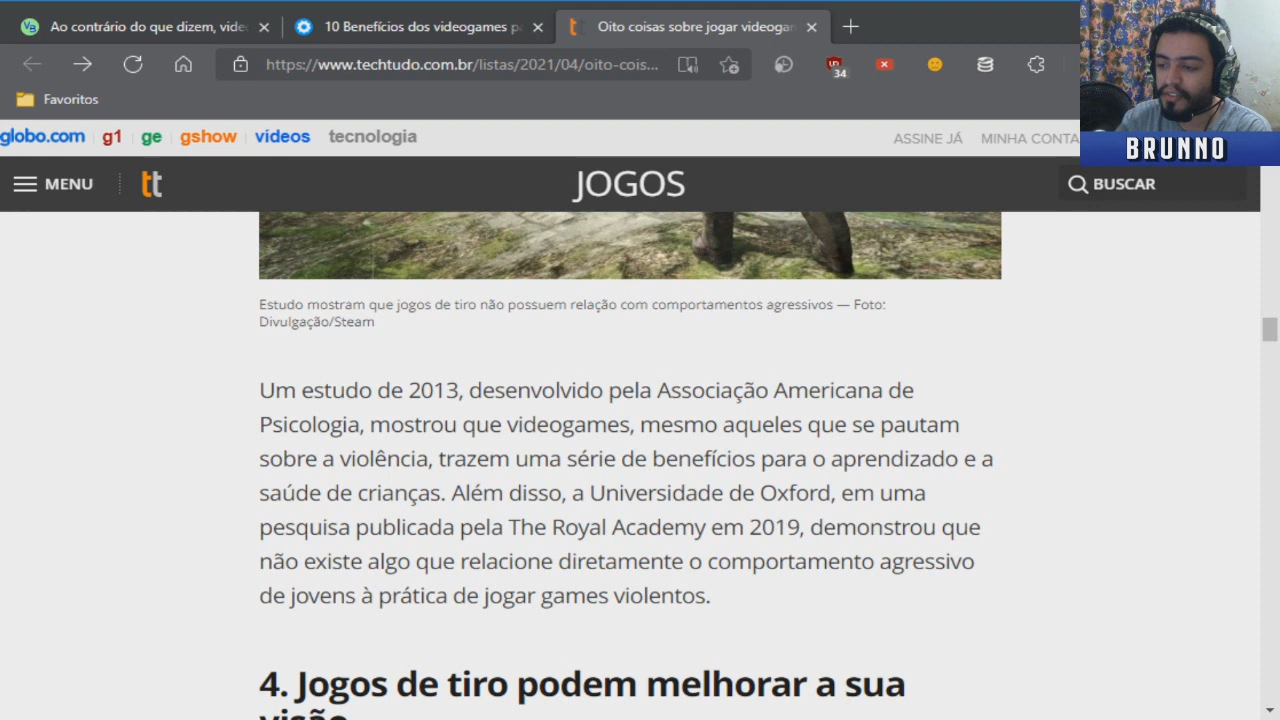 Ao contrário do que dizem, vide
10 Benefícios dos videogames p
Oito coisas sobre jogar videogar
https://www.techtudo.com.br/listas/2021/04/oito-cois...
34
Favoritos
globo.com g1 ge gshow vídeos tecnologia
ASSINE JÁ MINHA CONTA
BRUNNO
MENU tt JOGOS BUSCAR
Estudo mostram que jogos de tiro não possuem relação com comportamentos agressivos — Foto:
Divulgação/Steam
Um estudo de 2013, desenvolvido pela Associação Americana de
Psicologia, mostrou que videogames, mesmo aqueles que se pautam
sobre a violência, trazem uma série de benefícios para o aprendizado e a
saúde de crianças. Além disso, a Universidade de Oxford, em uma
pesquisa publicada pela The Royal Academy em 2019, demonstrou que
não existe algo que relacione diretamente o comportamento agressivo
de jovens à prática de jogar games violentos.
4. Jogos de tiro podem melhorar a sua
visão